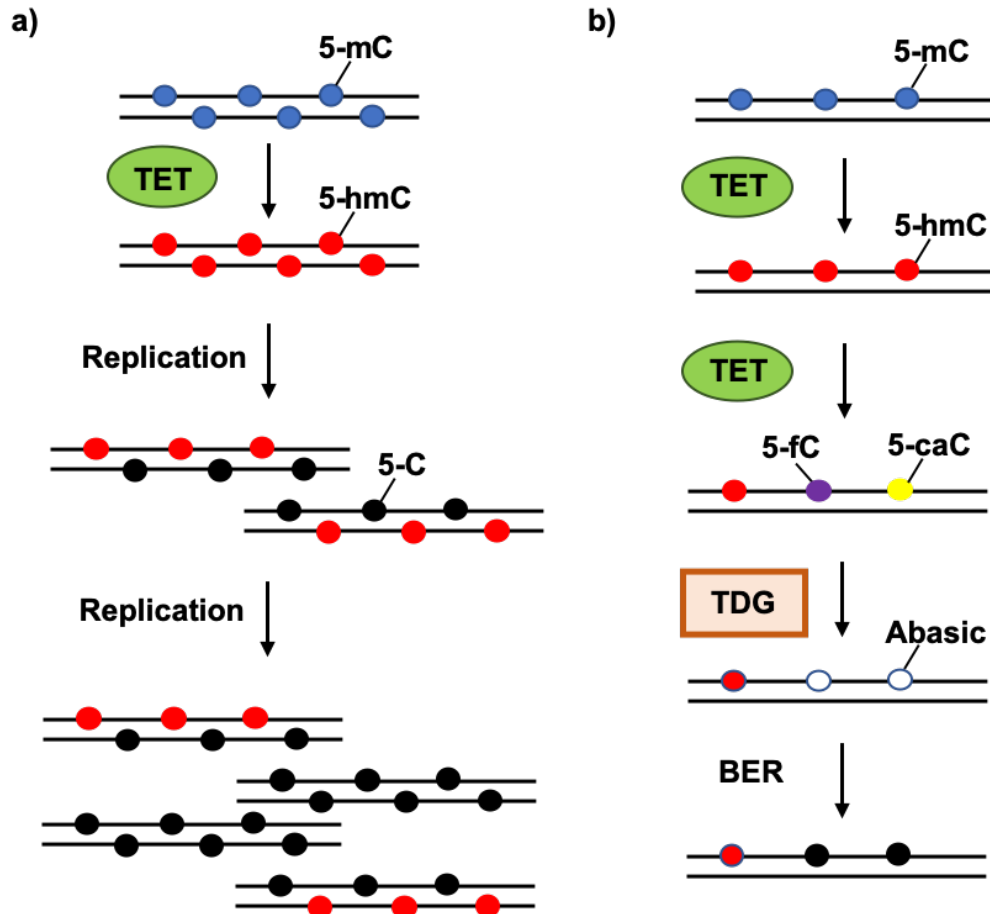 a)
5-mC
TET
5-hmC
Replication
5-C
Replication
b)
5-mC
TET
5-hmC
TET
5-fC
5-caC
TDG
Abasic
BER